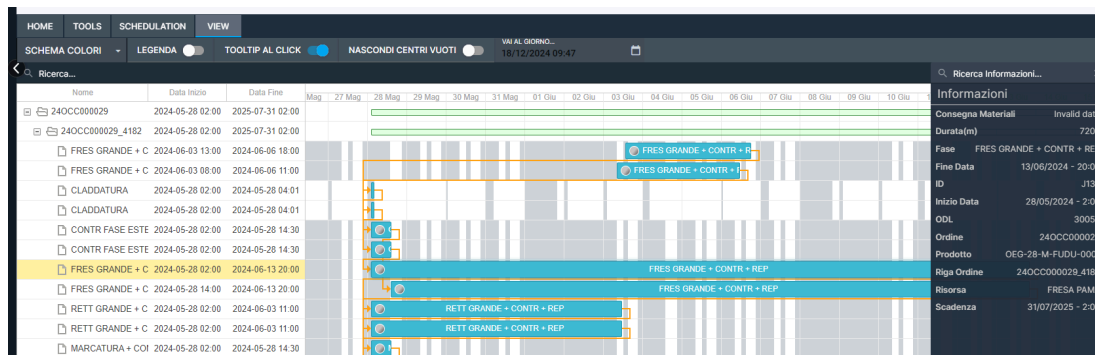 HOME TOOLS SCHEDULATION VIEW
SCHEMA COLORI LEGENDA TOOLTIP AL CLICK NASCONDI CENTRI VUOTI VAI AL GIORNO... 18/12/2024 09:47
Ricerca... Ricerca Informazioni...
Nome Data Inizio Data Fine Mag 27 Mag 28 Mag 29 Mag 30 Mag 31 Mag 01 Giu 02 Giu 03 Giu 04 Giu 05 Giu 06 Giu 07 Giu 08 Giu 09 Giu 10 Giu
Informazioni
24OCC000029 2024-05-28 02:00 2025-07-31 02:00
24OCC000029_4182 2024-05-28 02:00 2025-07-31 02:00
FRES GRANDE + C 2024-06-03 13:00 2024-06-06 18:00 FRES GRANDE + CONTR + R
FRES GRANDE + C 2024-06-03 08:00 2024-06-06 11:00 FRES GRANDE + CONTR +
CLADDATURA 2024-05-28 02:00 2024-05-28 04:01
CLADDATURA 2024-05-28 02:00 2024-05-28 04:01
CONTR FASE ESTE 2024-05-28 02:00 2024-05-28 14:30
CONTR FASE ESTE 2024-05-28 02:00 2024-05-28 14:30
FRES GRANDE + C 2024-05-28 02:00 2024-06-13 20:00 FRES GRANDE + CONTR + REP
FRES GRANDE + C 2024-05-28 14:00 2024-06-13 20:00 FRES GRANDE + CONTR + REP
RETT GRANDE + C 2024-05-28 02:00 2024-06-03 11:00 RETT GRANDE + CONTR + REP
RETT GRANDE + C 2024-05-28 02:00 2024-06-03 11:00 RETT GRANDE + CONTR + REP
MARCATURA + COI 2024-05-28 02:00 2024-05-28 14:30
Consegna Materiali Invalid dat
Durata(m) 720
Fase FRES GRANDE + CONTR + RE
Fine Data 13/06/2024 - 20:0
ID J13
Inizio Data 28/05/2024 - 2:0
ODL 3005
Ordine 24OCC00002
Prodotto OEG-28-M-FUDU-000
Riga Ordine 24OCC000029_418
Risorsa FRESA PAM
Scadenza 31/07/2025 - 2:0